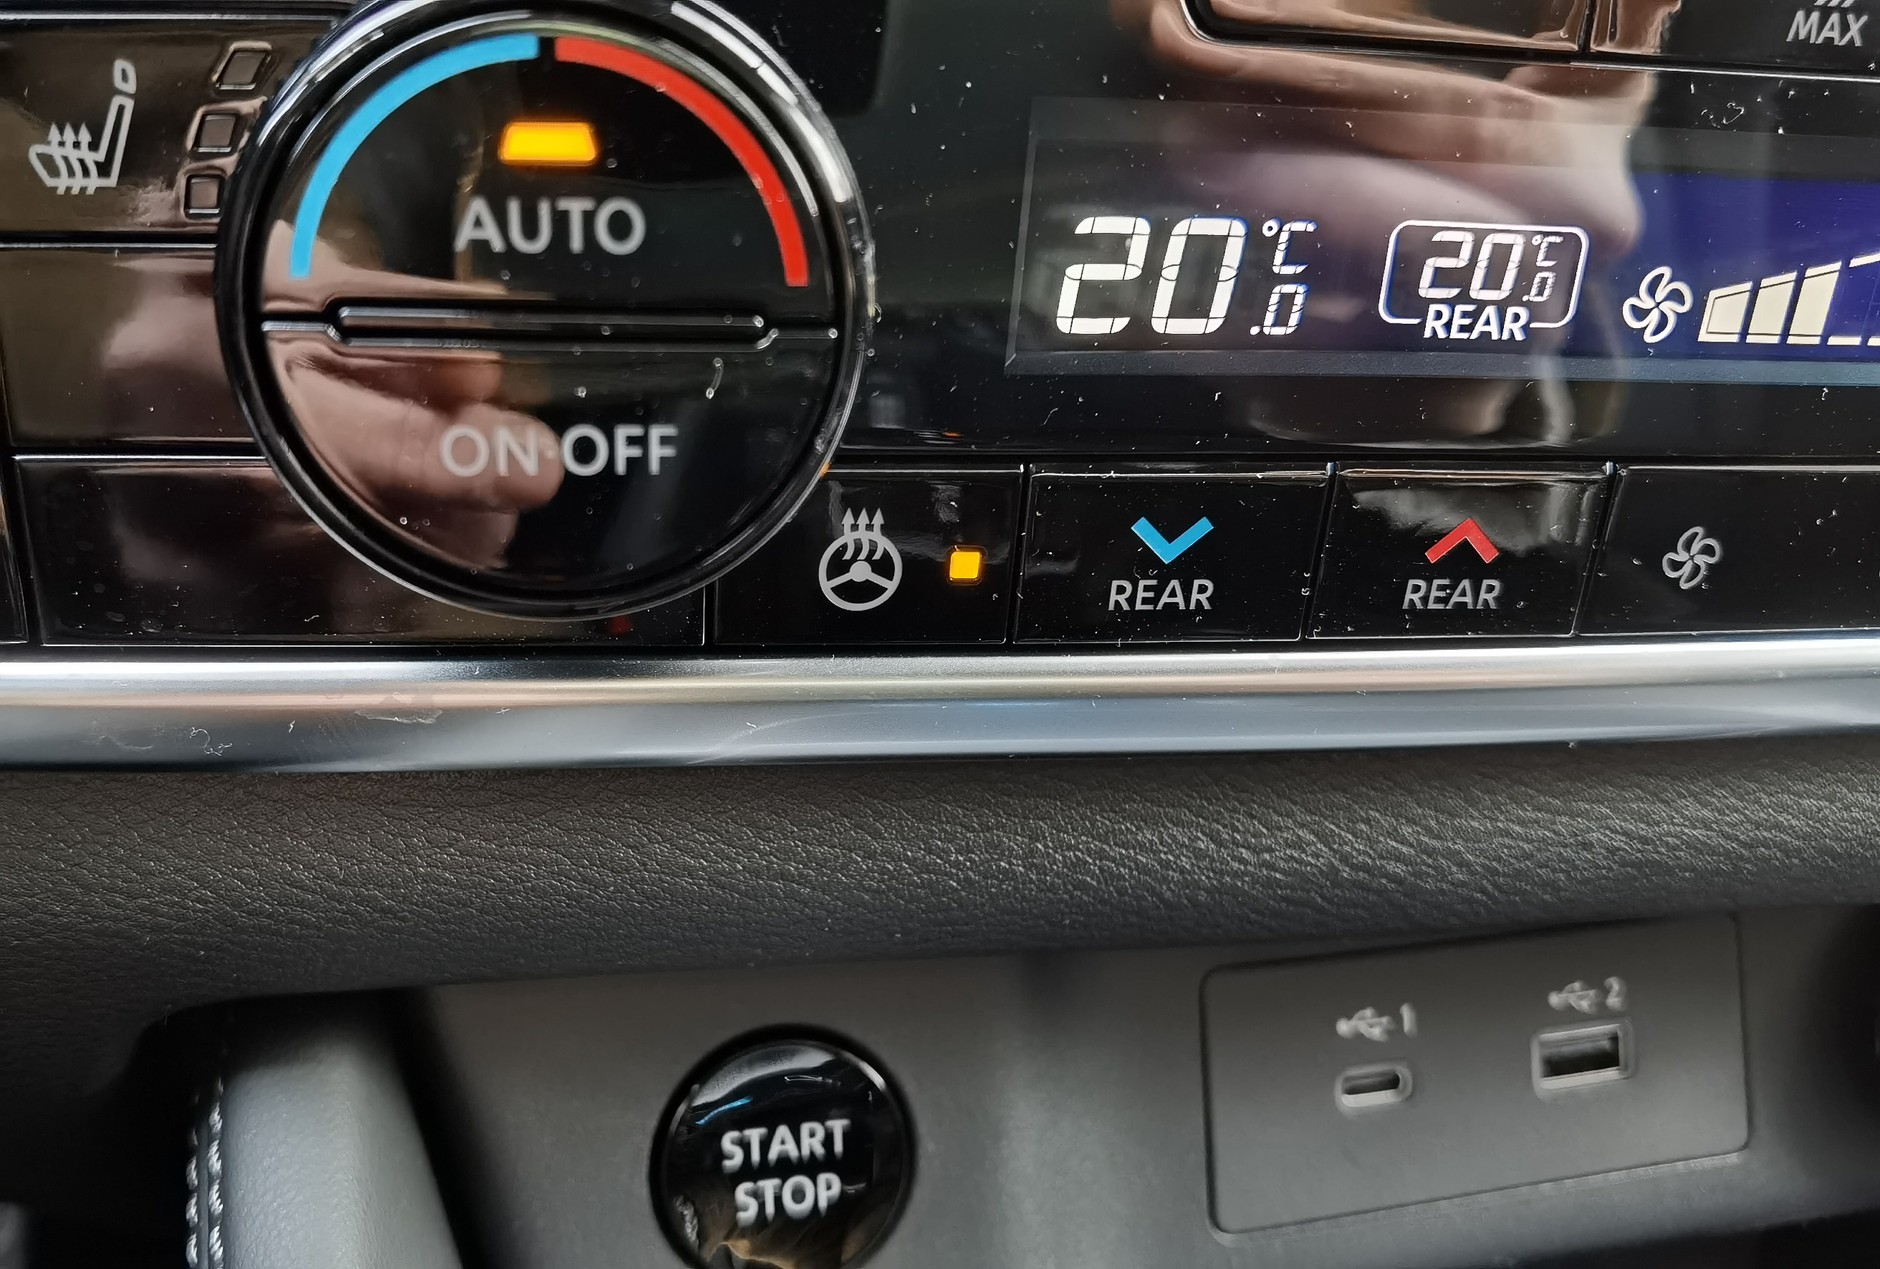 MAX
AUTO
20.0 °C
20.0 °C
REAR
ON·OFF
REAR
REAR
1
2
START
STOP